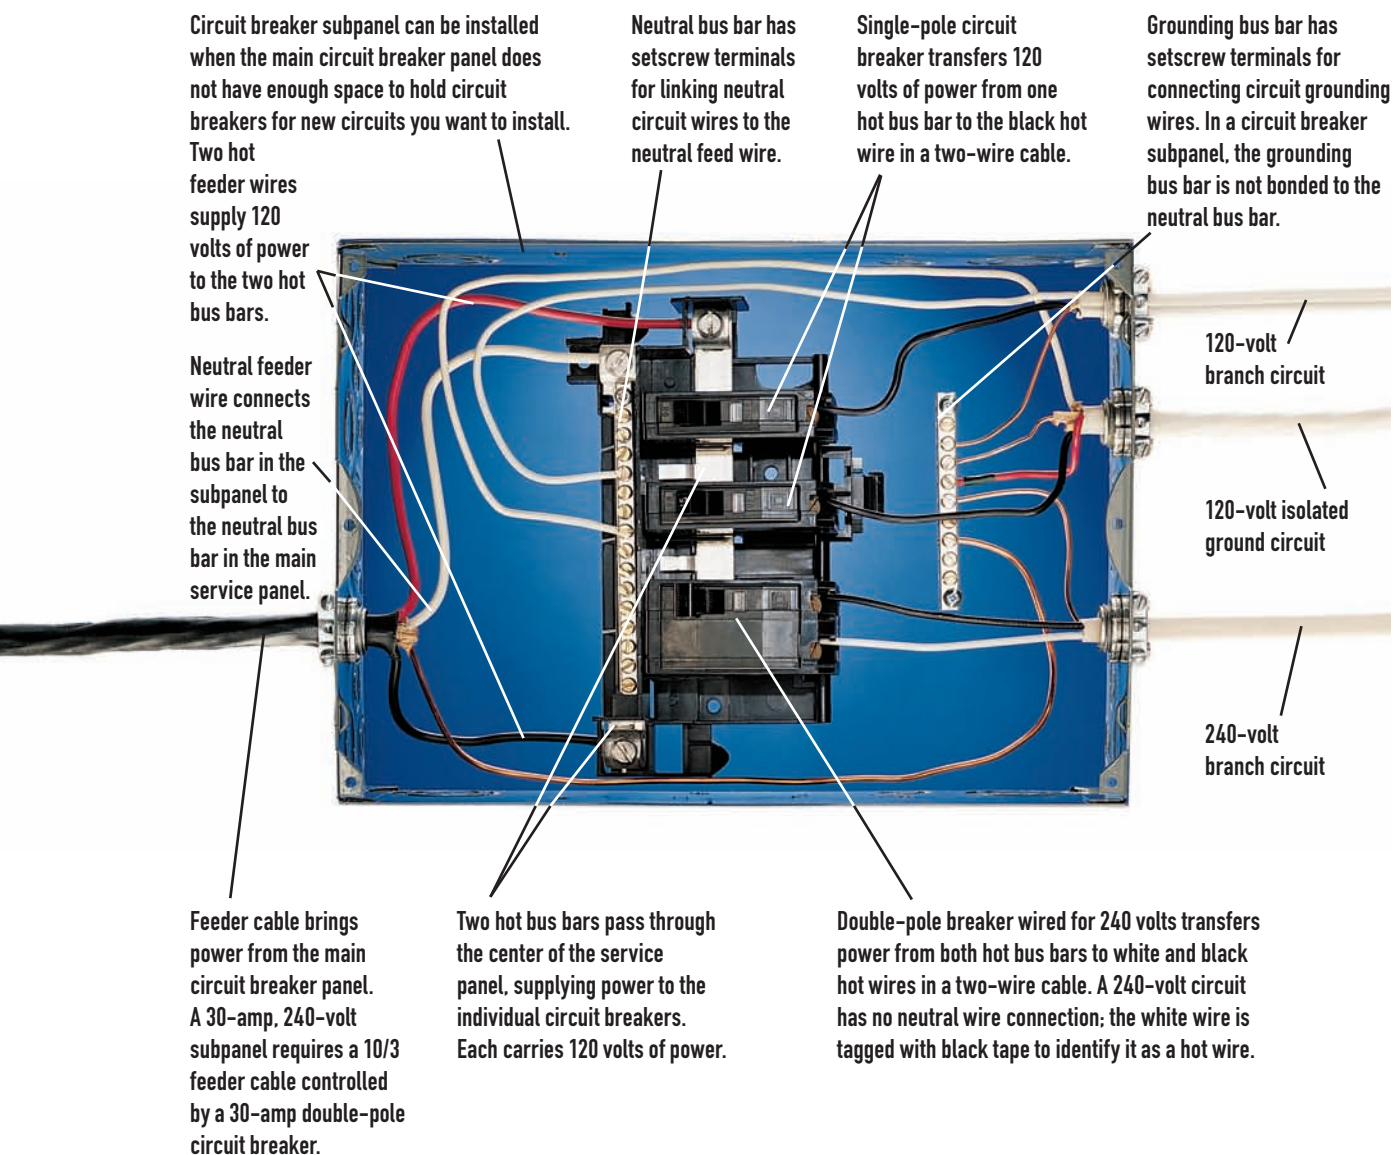 Circuit breaker subpanel can be installed
when the main circuit breaker panel does
not have enough space to hold circuit
breakers for new circuits you want to install.
Neutral bus bar has
setscrew terminals
for linking neutral
circuit wires to the
neutral feed wire.
Single-pole circuit
breaker transfers 120
volts of power from one
hot bus bar to the black hot
wire in a two-wire cable.
Grounding bus bar has
setscrew terminals for
connecting circuit grounding
wires. In a circuit breaker
subpanel, the grounding
bus bar is not bonded to the
neutral bus bar.
Two hot
feeder wires
supply 120
volts of power
to the two hot
bus bars.
Neutral feeder
wire connects
the neutral
bus bar in the
subpanel to
the neutral bus
bar in the main
service panel.
120-volt
branch circuit
120-volt isolated
ground circuit
240-volt
branch circuit
Feeder cable brings
power from the main
circuit breaker panel.
A 30-amp, 240-volt
subpanel requires a 10/3
feeder cable controlled
by a 30-amp double-pole
circuit breaker.
Two hot bus bars pass through
the center of the service
panel, supplying power to the
individual circuit breakers.
Each carries 120 volts of power.
Double-pole breaker wired for 240 volts transfers
power from both hot bus bars to white and black
hot wires in a two-wire cable. A 240-volt circuit
has no neutral wire connection; the white wire is
tagged with black tape to identify it as a hot wire.